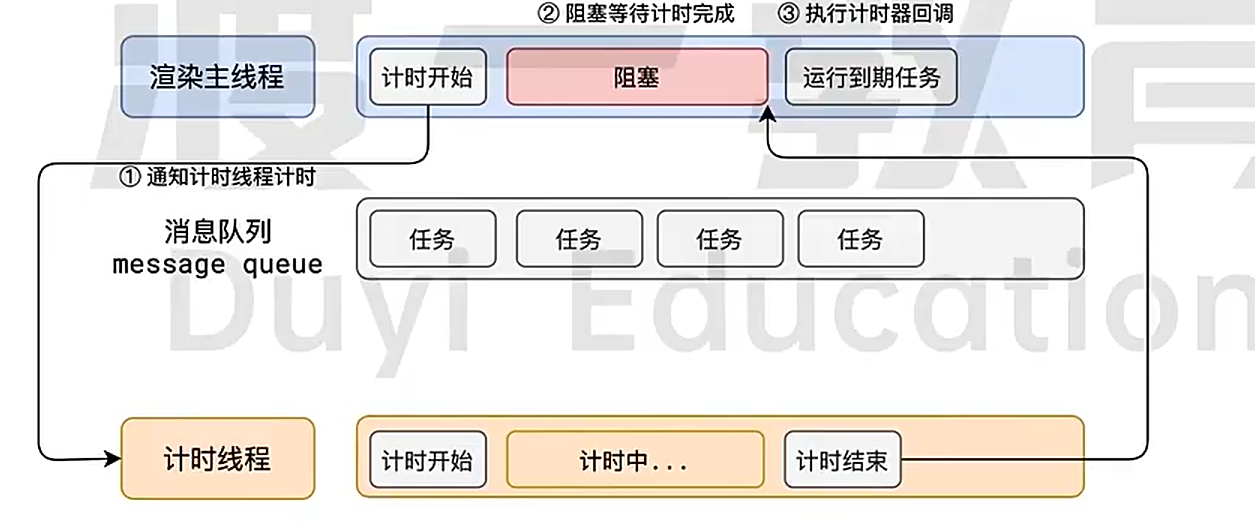 ② 阻塞等待计时完成
③ 执行计时器回调
渲染主线程
计时开始
阻塞
运行到期任务
① 通知计时线程计时
消息队列
message queue
任务
任务
任务
任务
Duyi Education
计时线程
计时开始
计时中...
计时结束